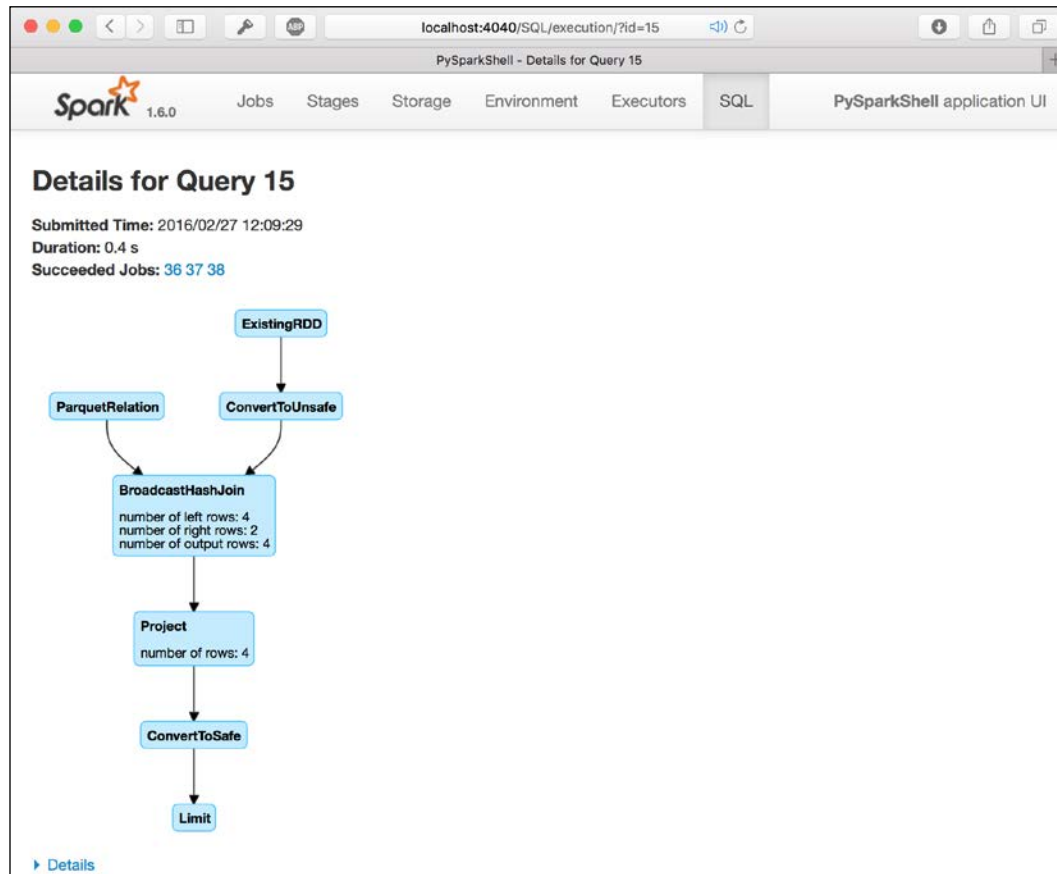 ABP
localhost:4040/SQL/execution/?id=15
PySparkShell - Details for Query 15
Spark 1.6.0
Jobs
Stages
Storage
Environment
Executors
SQL
PySparkShell application UI
Details for Query 15
Submitted Time: 2016/02/27 12:09:29
Duration: 0.4 s
Succeeded Jobs: 36 37 38
ExistingRDD
ParquetRelation
ConvertToUnsafe
BroadcastHashJoin
number of left rows: 4
number of right rows: 2
number of output rows: 4
Project
number of rows: 4
ConvertToSafe
Limit
Details